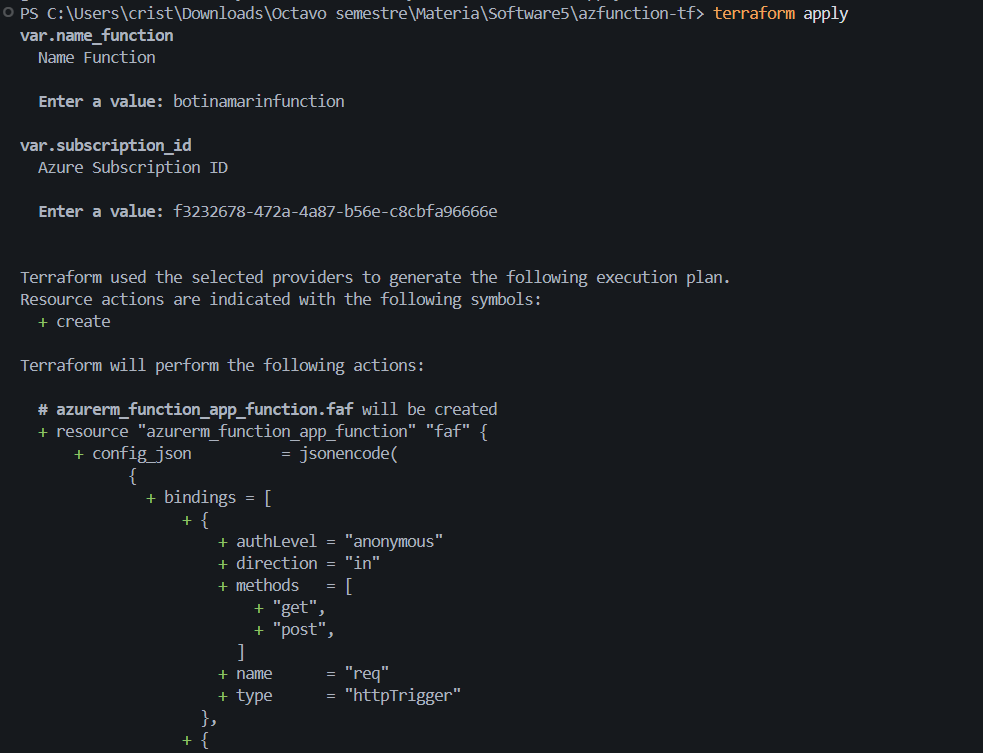 PS C:\Users\crist\Downloads\Octavo semestre\Materia\Software5\azfunction-tf> terraform apply
var.name_function
Name Function
Enter a value: botinamarinfunction
var.subscription_id
Azure Subscription ID
Enter a value: f3232678-472a-4a87-b56e-c8cbfa96666e
Terraform used the selected providers to generate the following execution plan.
Resource actions are indicated with the following symbols:
+ create
Terraform will perform the following actions:
# azurerm_function_app_function.faf will be created
+ resource "azurerm_function_app_function" "faf" {
+ config_json = jsonencode(
{
+ bindings = [
+ {
+ authLevel = "anonymous"
+ direction = "in"
+ methods = [
+ "get",
+ "post",
]
+ name = "req"
+ type = "httpTrigger"
},
+ {